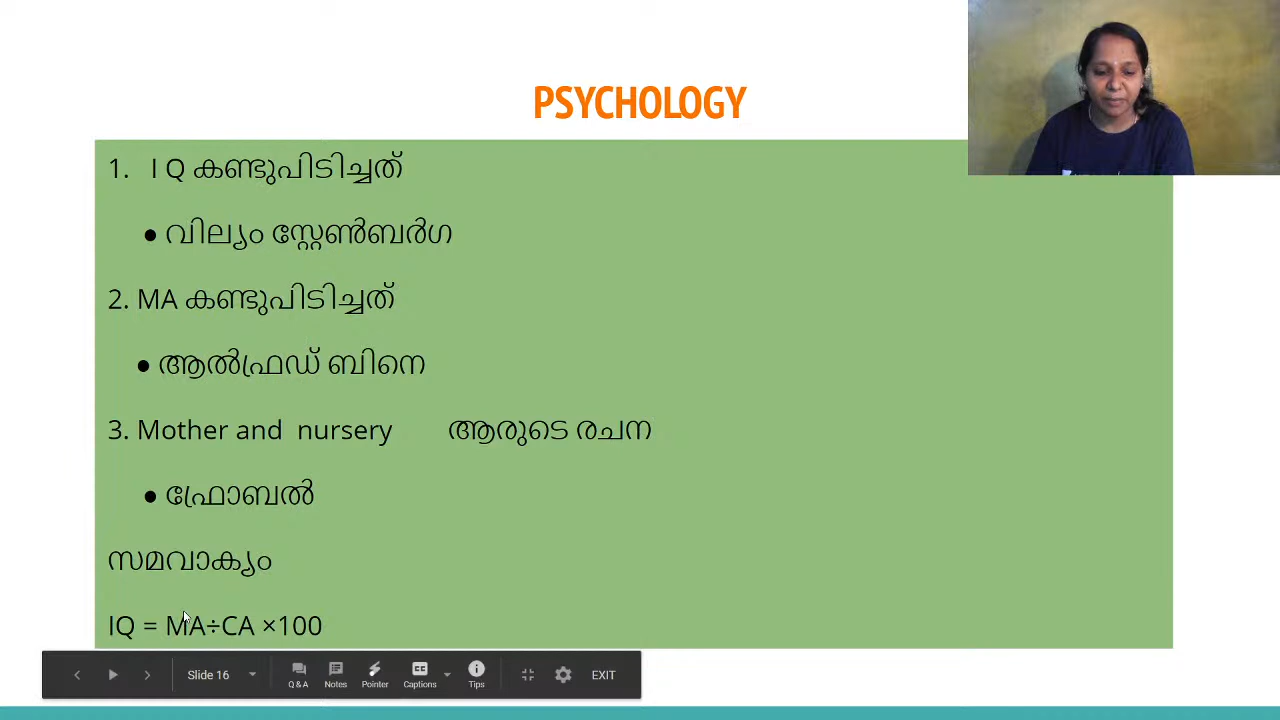 PSYCHOLOGY
1. I Q കണ്ടുപിടിച്ചത്
• വില്യം സ്റ്റേൺബർഗ
2. MA കണ്ടുപിടിച്ചത്
• ആൽഫ്രഡ് ബിനെ
3. Mother and nursery ആരുടെ രചന
• ഫ്രോബൽ
സമവാക്യം
IQ = MA÷CA ×100
Slide 16 Q & A Notes Pointer Captions Tips EXIT